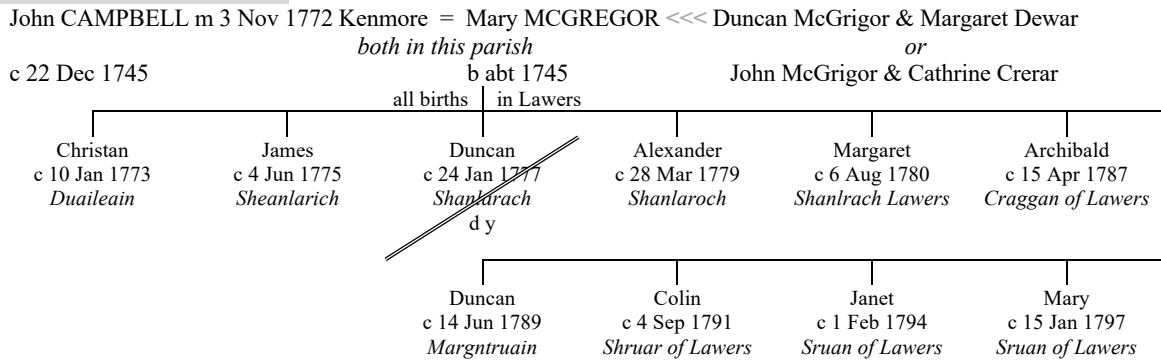 John CAMPBELL m 3 Nov 1772 Kenmore = Mary MCGREGOR <<< Duncan McGrigor & Margaret Dewar
both in this parish or
c 22 Dec 1745 b abt 1745 John McGrigor & Cathrine Crerar
all births in Lawers
Christan James Duncan Alexander Margaret Archibald
c 10 Jan 1773 c 4 Jun 1775 c 24 Jan 1777 c 28 Mar 1779 c 6 Aug 1780 c 15 Apr 1787
Duaileain Sheanlarich Shanlarach Shanlaroch Shanlrach Lawers Craggan of Lawers
d y
Duncan Colin Janet Mary
c 14 Jun 1789 c 4 Sep 1791 c 1 Feb 1794 c 15 Jan 1797
Margntruain Shruar of Lawers Sruan of Lawers Sruan of Lawers